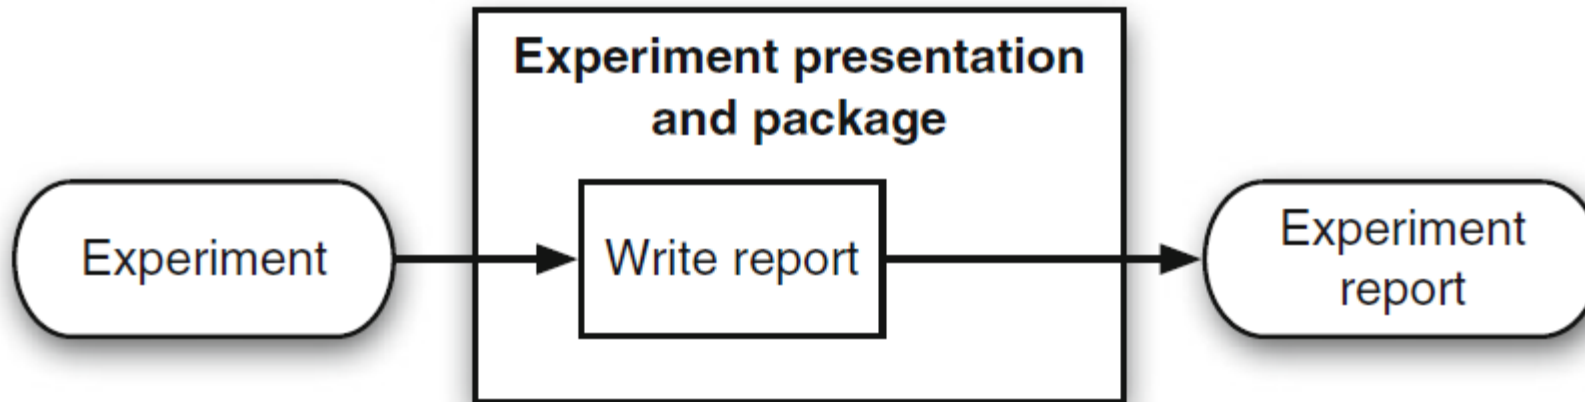 Experiment presentation
and package
Experiment
Write report
Experiment
report